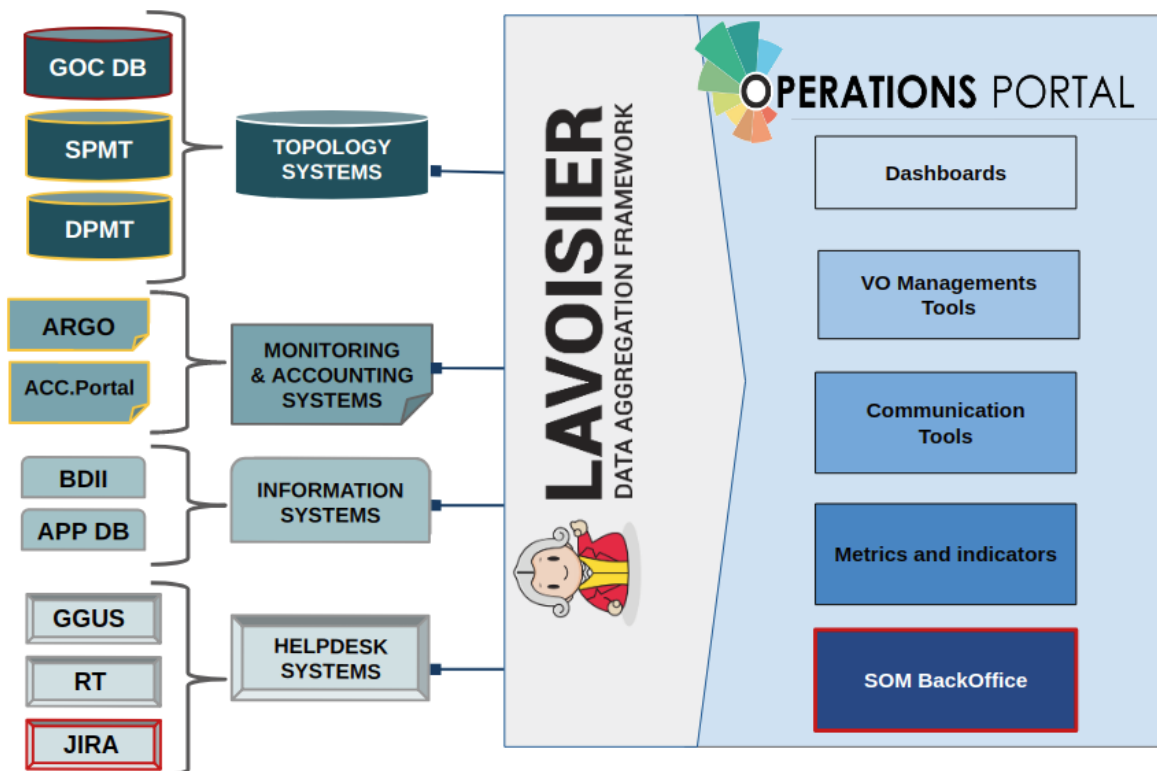 GOC DB
SPMT
DPMT
TOPOLOGY
SYSTEMS
ARGO
ACC.Portal
MONITORING
& ACCOUNTING
SYSTEMS
BDII
APP DB
INFORMATION
SYSTEMS
GGUS
RT
JIRA
HELPDESK
SYSTEMS
LAVOISIER
DATA AGGREGATION FRAMEWORK
OPERATIONS PORTAL
Dashboards
VO Managements
Tools
Communication
Tools
Metrics and indicators
SOM BackOffice